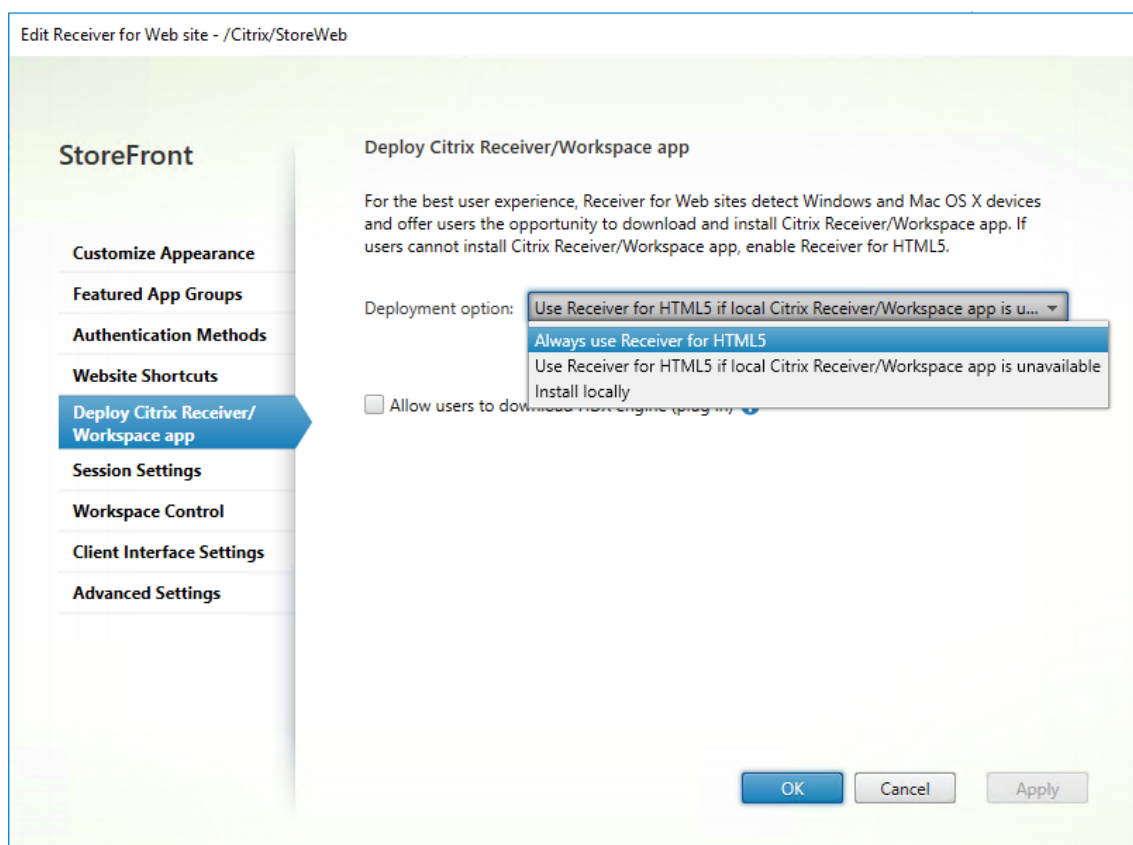 Edit Receiver for Web site - /Citrix/StoreWeb
StoreFront
Customize Appearance
Featured App Groups
Authentication Methods
Website Shortcuts
Deploy Citrix Receiver/
Workspace app
Session Settings
Workspace Control
Client Interface Settings
Advanced Settings
Deploy Citrix Receiver/Workspace app
For the best user experience, Receiver for Web sites detect Windows and Mac OS X devices
and offer users the opportunity to download and install Citrix Receiver/Workspace app. If
users cannot install Citrix Receiver/Workspace app, enable Receiver for HTML5.
Deployment option: Use Receiver for HTML5 if local Citrix Receiver/Workspace app is u...
Always use Receiver for HTML5
Use Receiver for HTML5 if local Citrix Receiver/Workspace app is unavailable
Install locally
Allow users to download HDX engine (plug-in)
OK Cancel Apply